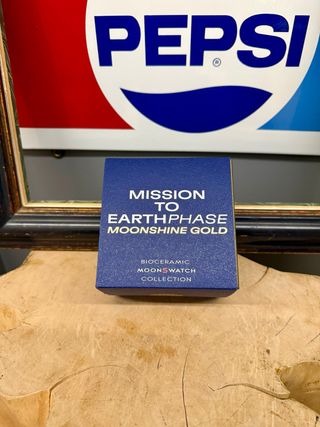 PEPSI
®
MISSION
TO
EARTHPHASE
MOONSHINE GOLD
BIOCERAMIC
MOONSWATCH
COLLECTION